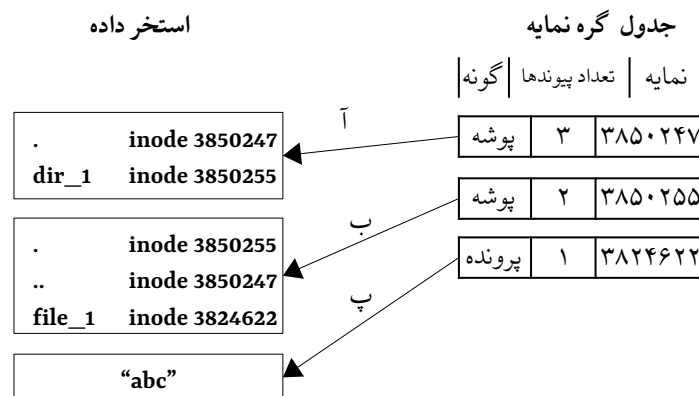 جدول گره نمایه
استخر داده
نمایه | تعداد پیوندها | گونه
۳۸۵۰۲۴۷ ۳ پوشه
آ
. inode 3850247
dir_1 inode 3850255
۳۸۵۰۲۵۵ ۲ پوشه
ب
. inode 3850255
.. inode 3850247
file_1 inode 3824622
۳۸۲۴۶۲۲ ۱ پرونده
پ
“abc”